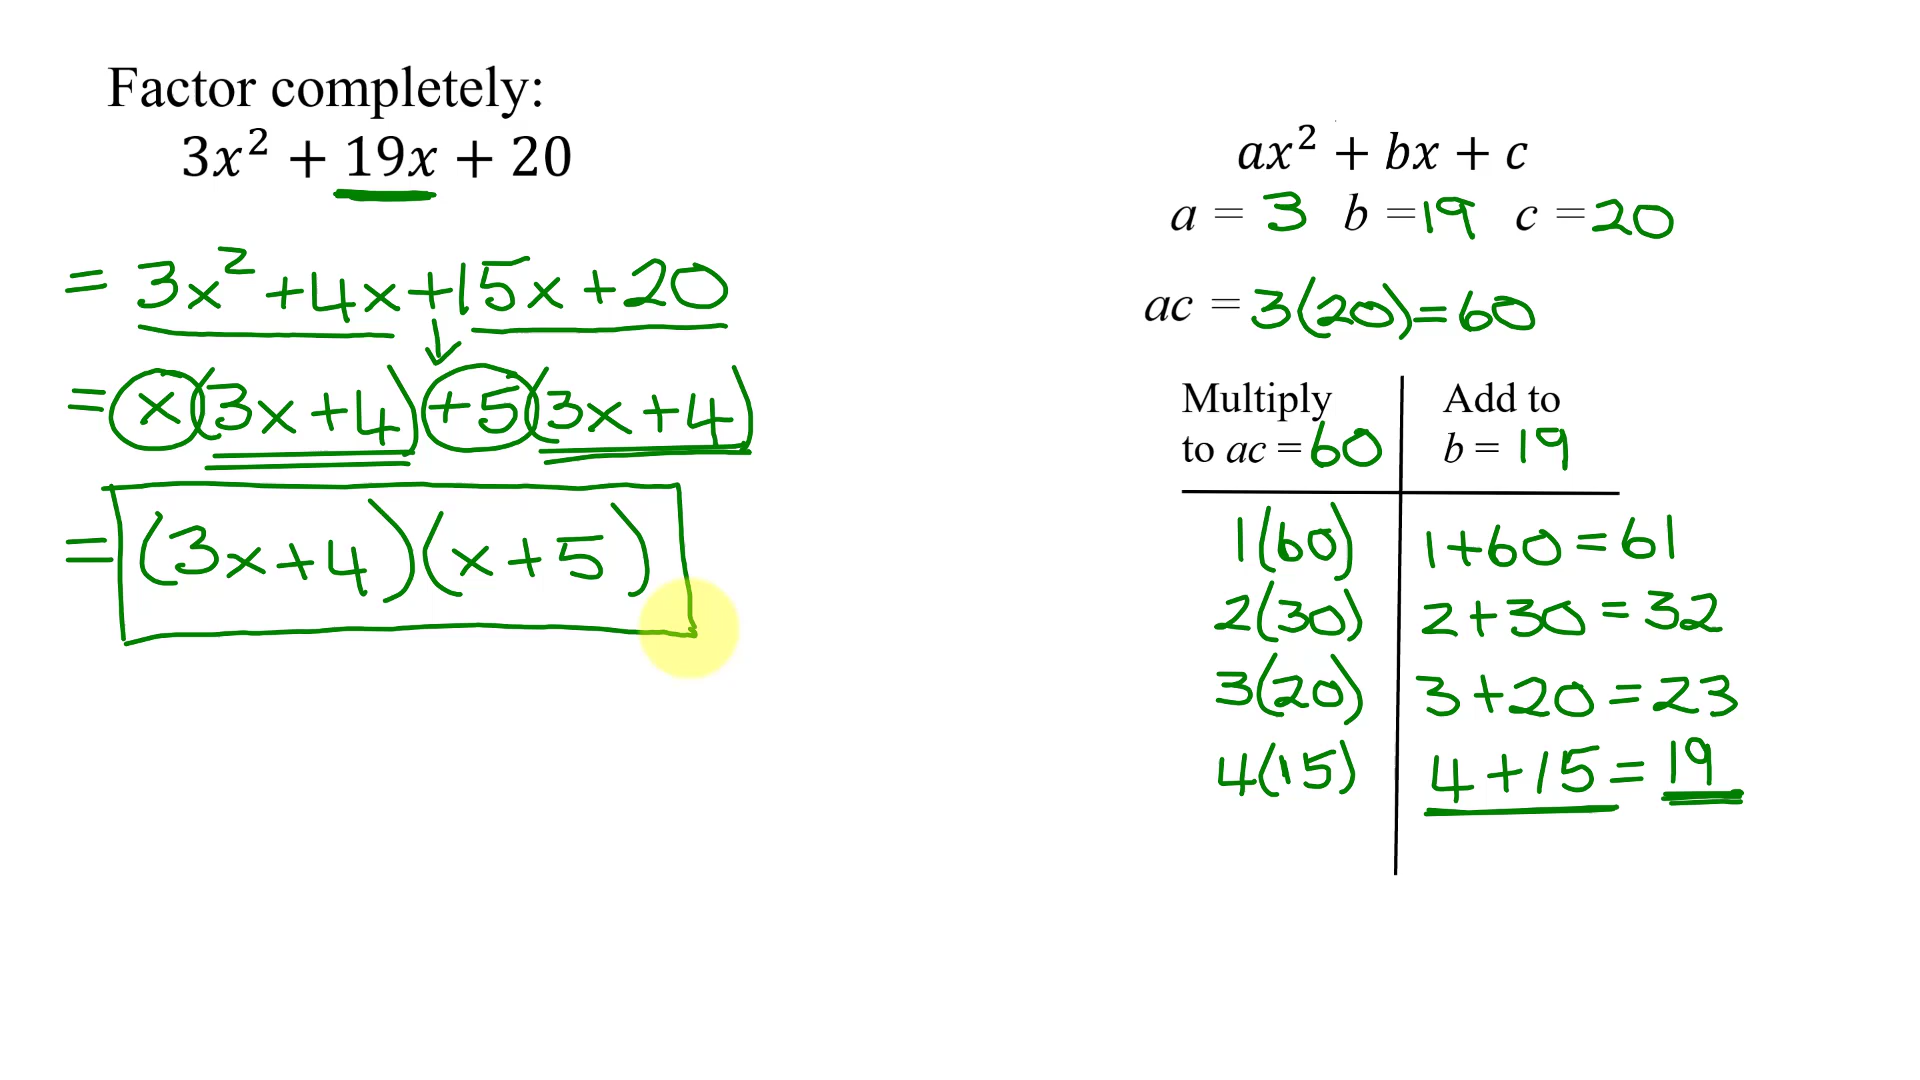 Factor completely:
3x² + 19x + 20
= 3x² + 4x + 15x + 20
= x(3x + 4) + 5(3x + 4)
= (3x + 4)(x + 5)
ax² + bx + c
a = 3 b = 19 c = 20
ac = 3(20) = 60
Multiply
to ac = 60
Add to
b = 19
1(60) 1 + 60 = 61
2(30) 2 + 30 = 32
3(20) 3 + 20 = 23
4(15) 4 + 15 = 19